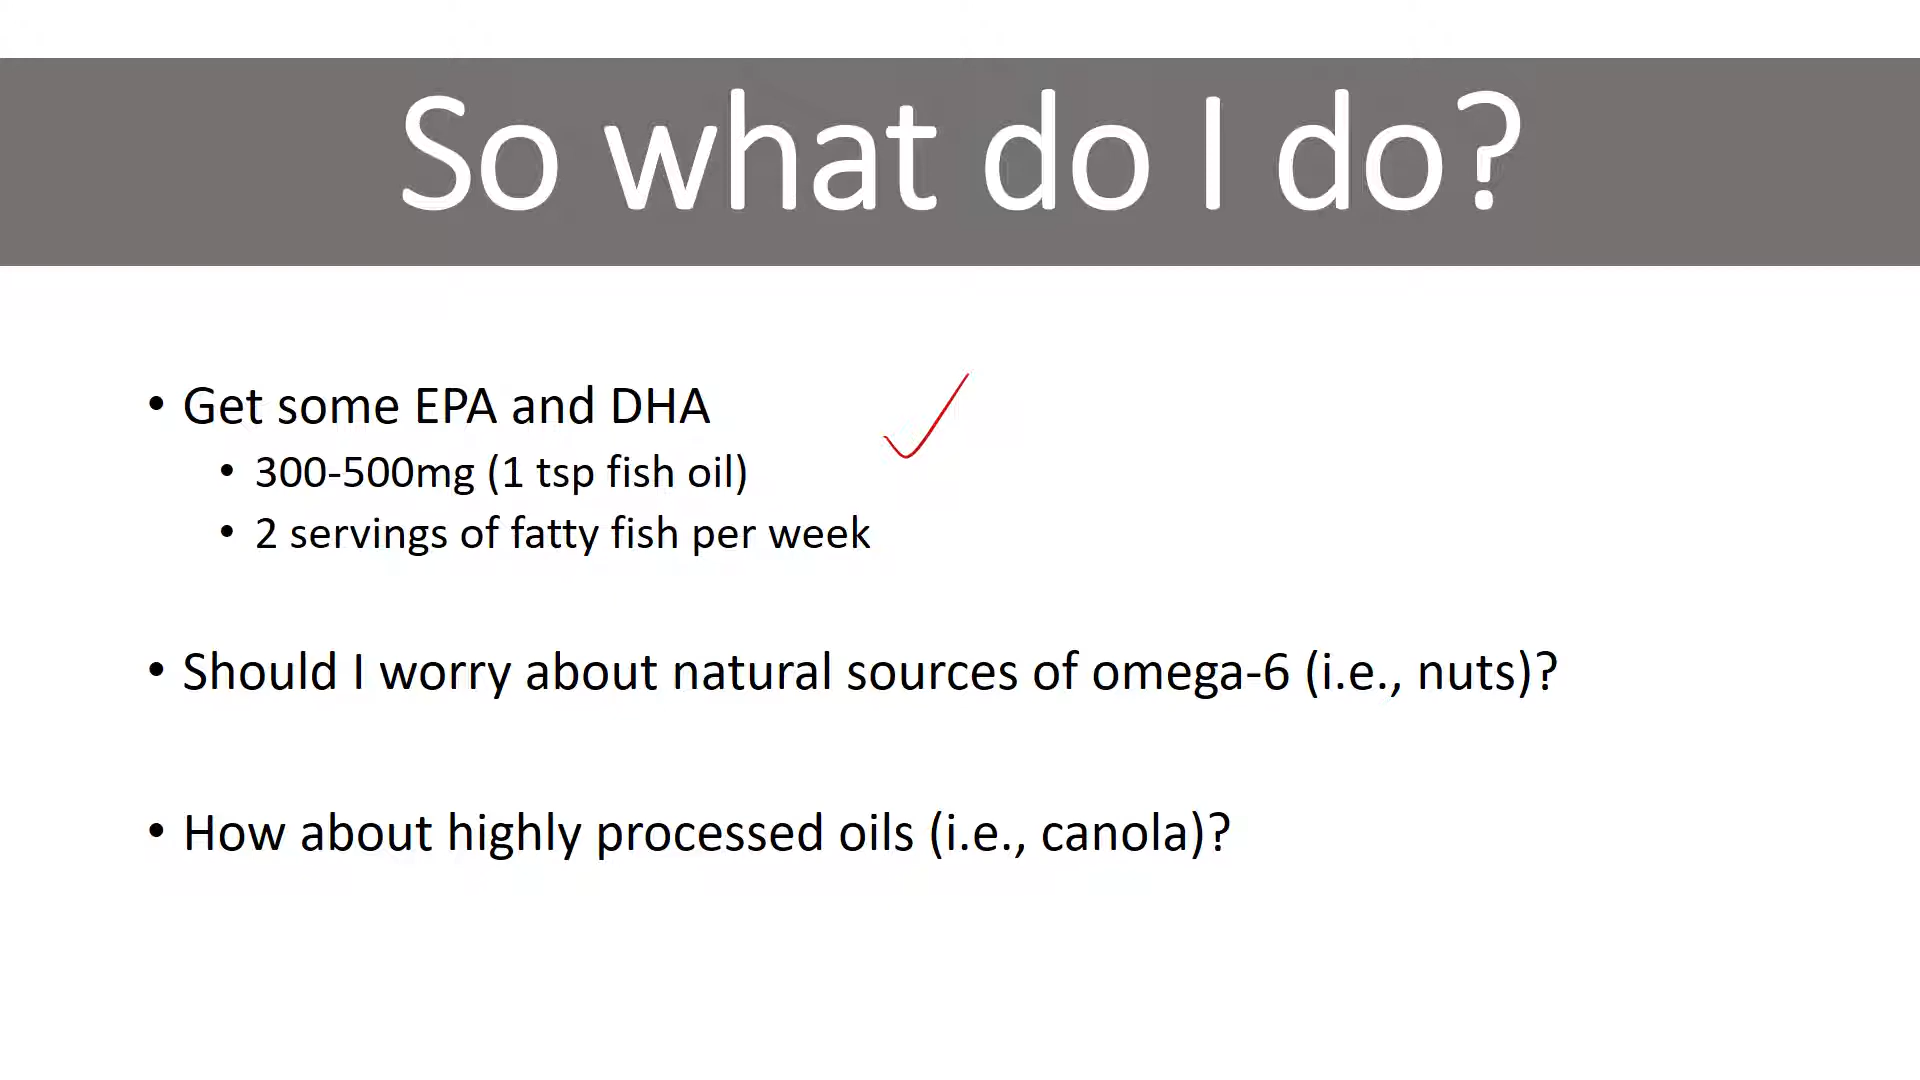 So what do I do?
• Get some EPA and DHA
• 300-500mg (1 tsp fish oil)
• 2 servings of fatty fish per week
• Should I worry about natural sources of omega-6 (i.e., nuts)?
• How about highly processed oils (i.e., canola)?